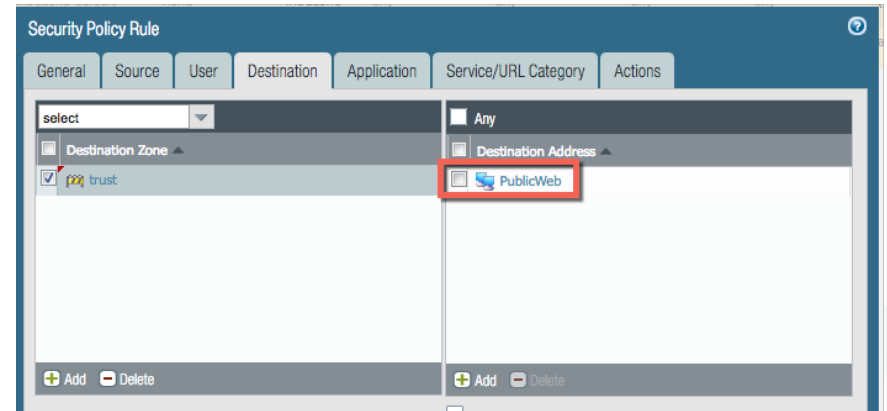 Security Policy Rule
General Source User Destination Application Service/URL Category Actions
select
Any
Destination Zone
Destination Address
trust
PublicWeb
Add Delete
Add Delete